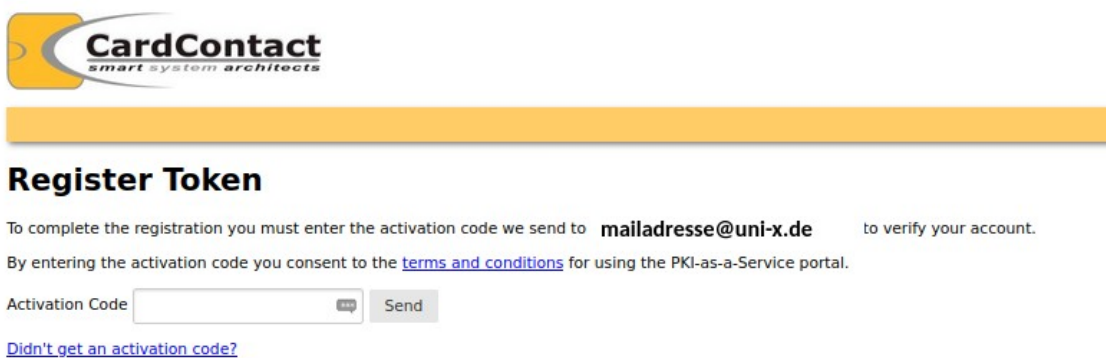 CardContact
smart system architects
Register Token
To complete the registration you must enter the activation code we send to mailadresse@uni-x.de to verify your account.
By entering the activation code you consent to the terms and conditions for using the PKI-as-a-Service portal.
Activation Code Send
Didn't get an activation code?